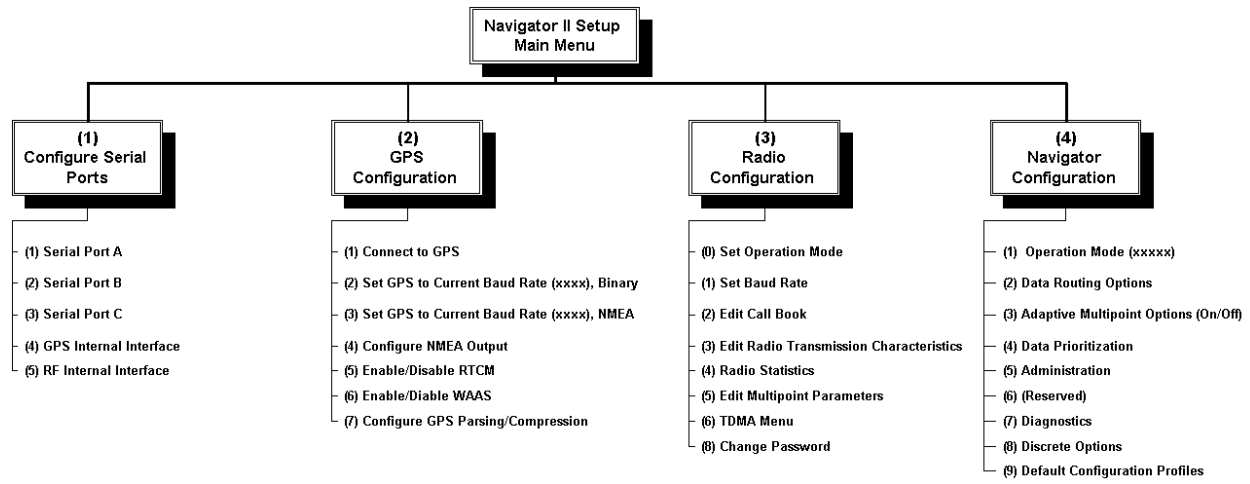 Navigator II Setup
Main Menu
(1)
Configure Serial
Ports
(1) Serial Port A
(2) Serial Port B
(3) Serial Port C
(4) GPS Internal Interface
(5) RF Internal Interface
(2)
GPS
Configuration
(1) Connect to GPS
(2) Set GPS to Current Baud Rate (xxxx), Binary
(3) Set GPS to Current Baud Rate (xxxx), NMEA
(4) Configure NMEA Output
(5) Enable/Disable RTCM
(6) Enable/Diable WAAS
(7) Configure GPS Parsing/Compression
(3)
Radio
Configuration
(0) Set Operation Mode
(1) Set Baud Rate
(2) Edit Call Book
(3) Edit Radio Transmission Characteristics
(4) Radio Statistics
(5) Edit Multipoint Parameters
(6) TDMA Menu
(8) Change Password
(4)
Navigator
Configuration
(1) Operation Mode (xxxxx)
(2) Data Routing Options
(3) Adaptive Multipoint Options (On/Off)
(4) Data Prioritization
(5) Administration
(6) (Reserved)
(7) Diagnostics
(8) Discrete Options
(9) Default Configuration Profiles